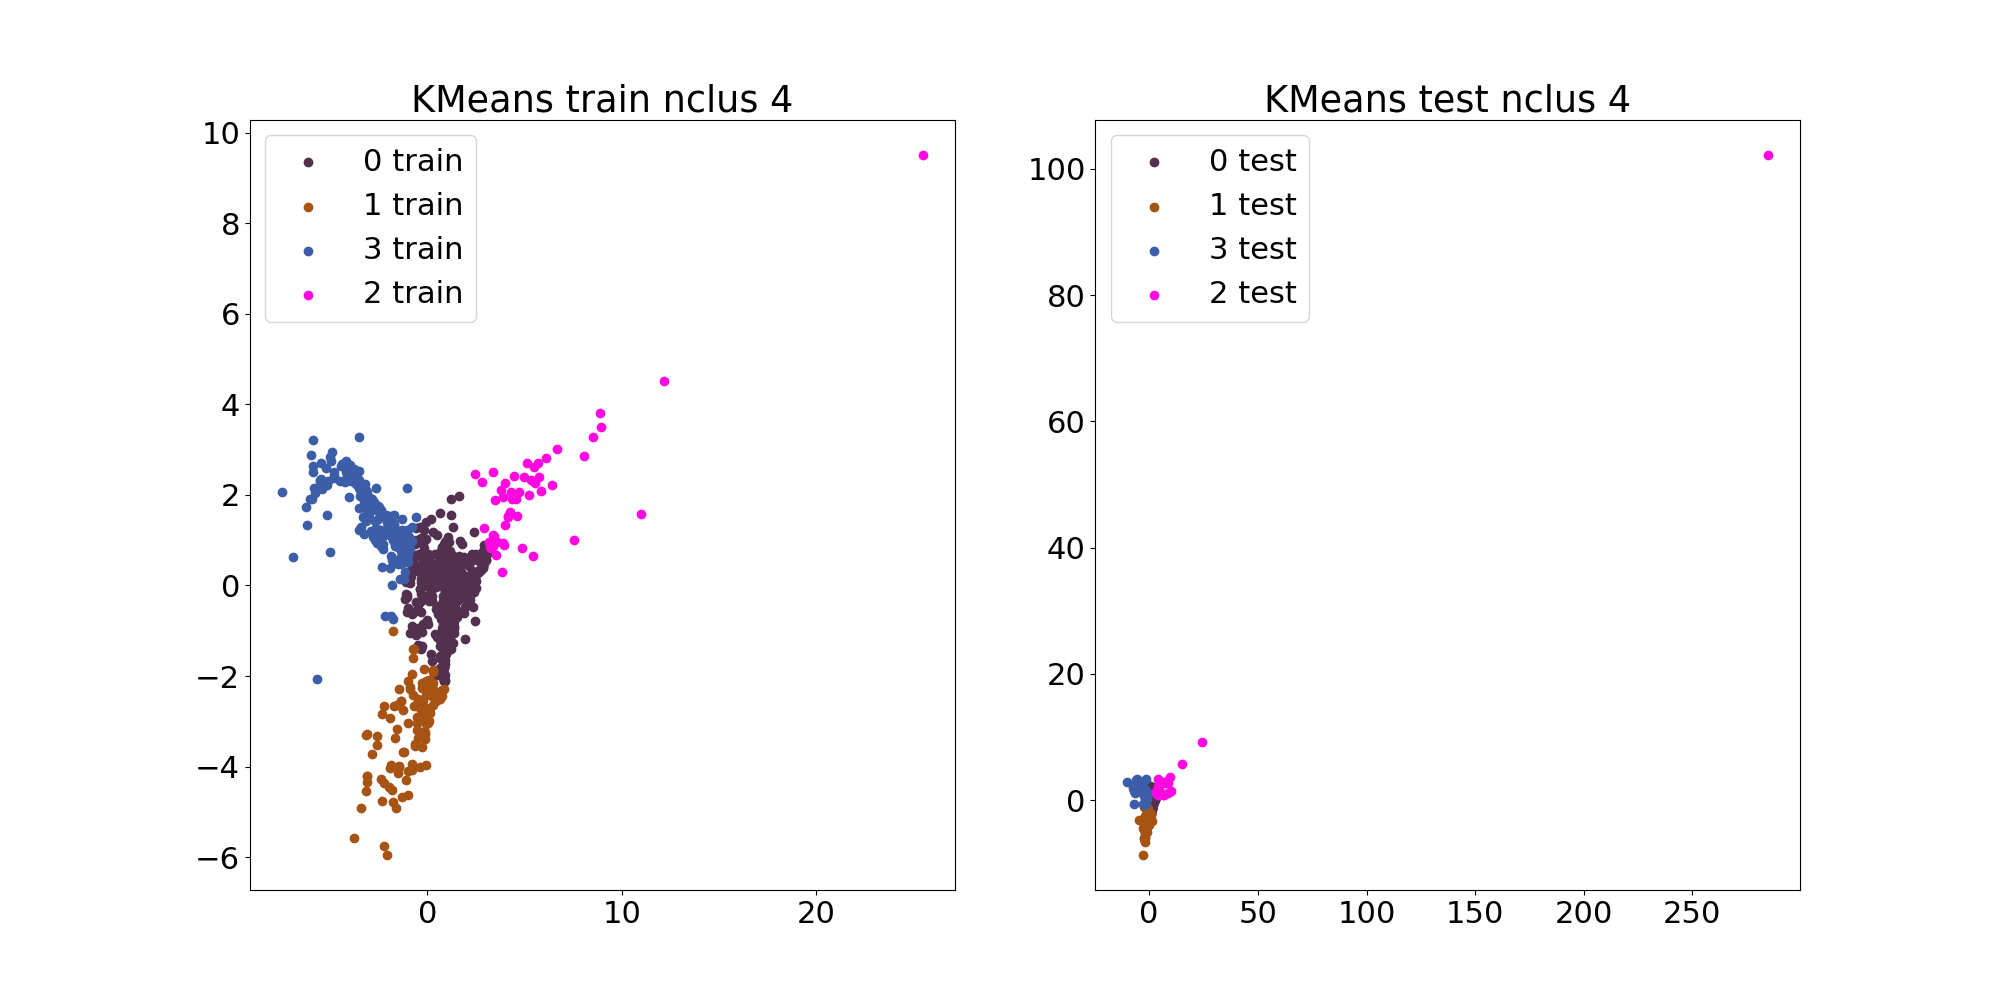 KMeans train nclus 4
10
8
6
4
2
0
−2
−4
−6
0 train
1 train
3 train
2 train
0
10
20
KMeans test nclus 4
100
80
60
40
20
0
0 test
1 test
3 test
2 test
0
50
100
150
200
250